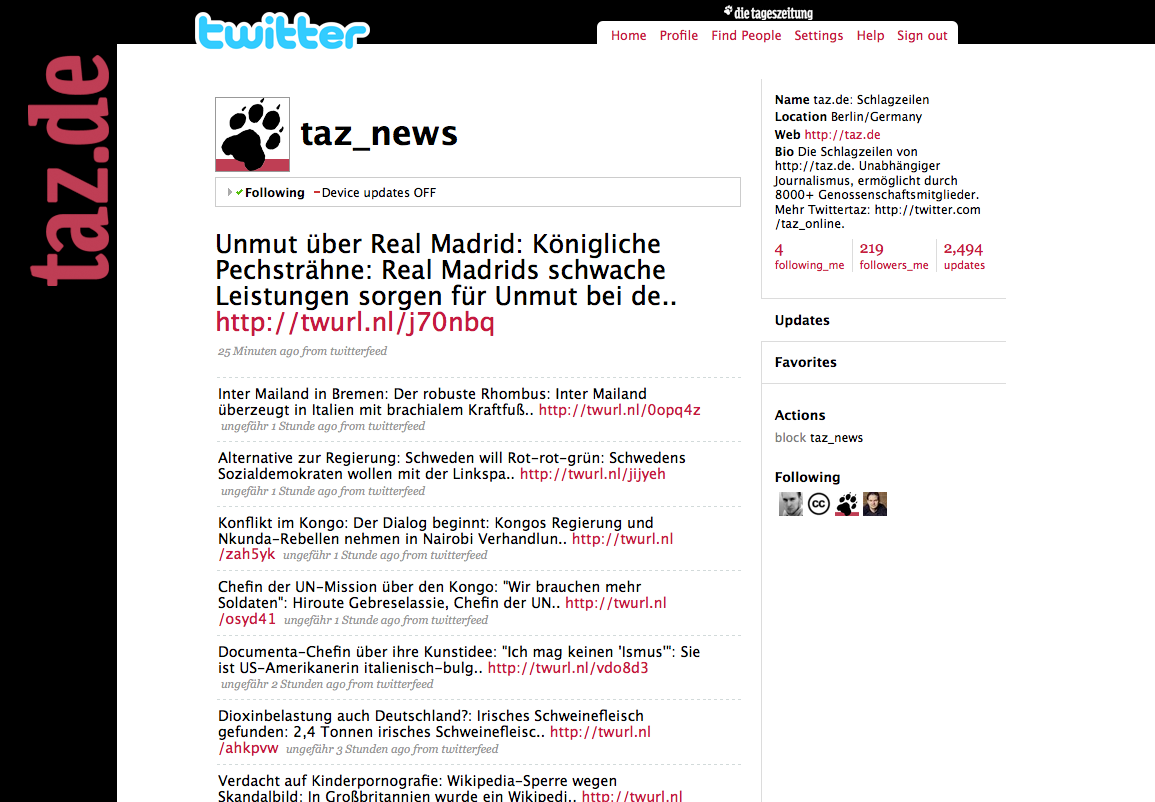 die tageszeitung
twitter
Home Profile Find People Settings Help Sign out
taz.de
taz_news
Following Device updates OFF
Unmut über Real Madrid: Königliche
Pechsträhne: Real Madrids schwache
Leistungen sorgen für Unmut bei de..
http://twurl.nl/j70nbq
25 Minuten ago from twitterfeed
Inter Mailand in Bremen: Der robuste Rhombus: Inter Mailand
überzeugt in Italien mit brachialem Kraftfuß.. http://twurl.nl/0opq4z
ungefähr 1 Stunde ago from twitterfeed
Alternative zur Regierung: Schweden will Rot-rot-grün: Schwedens
Sozialdemokraten wollen mit der Linkspa.. http://twurl.nl/jijyeh
ungefähr 1 Stunde ago from twitterfeed
Konflikt im Kongo: Der Dialog beginnt: Kongos Regierung und
Nkunda-Rebellen nehmen in Nairobi Verhandlun.. http://twurl.nl
/zah5yk ungefähr 1 Stunde ago from twitterfeed
Chefin der UN-Mission über den Kongo: "Wir brauchen mehr
Soldaten": Hiroute Gebreselassie, Chefin der UN.. http://twurl.nl
/osyd41 ungefähr 1 Stunde ago from twitterfeed
Documenta-Chefin über ihre Kunstidee: "Ich mag keinen 'Ismus'": Sie
ist US-Amerikanerin italienisch-bulg.. http://twurl.nl/vdo8d3
ungefähr 2 Stunden ago from twitterfeed
Dioxinbelastung auch Deutschland?: Irisches Schweinefleisch
gefunden: 2,4 Tonnen irisches Schweinefleisc.. http://twurl.nl
/ahkpvw ungefähr 3 Stunden ago from twitterfeed
Verdacht auf Kinderpornografie: Wikipedia-Sperre wegen
Skandalbild: In Großbritannien wurde ein Wikipedi.. http://twurl.nl
Name taz.de: Schlagzeilen
Location Berlin/Germany
Web http://taz.de
Bio Die Schlagzeilen von
http://taz.de. Unabhängiger
Journalismus, ermöglicht durch
8000+ Genossenschaftsmitglieder.
Mehr Twittertaz: http://twitter.com
/taz_online.
4 219 2,494
following_me followers_me updates
Updates
Favorites
Actions
block taz_news
Following
cc